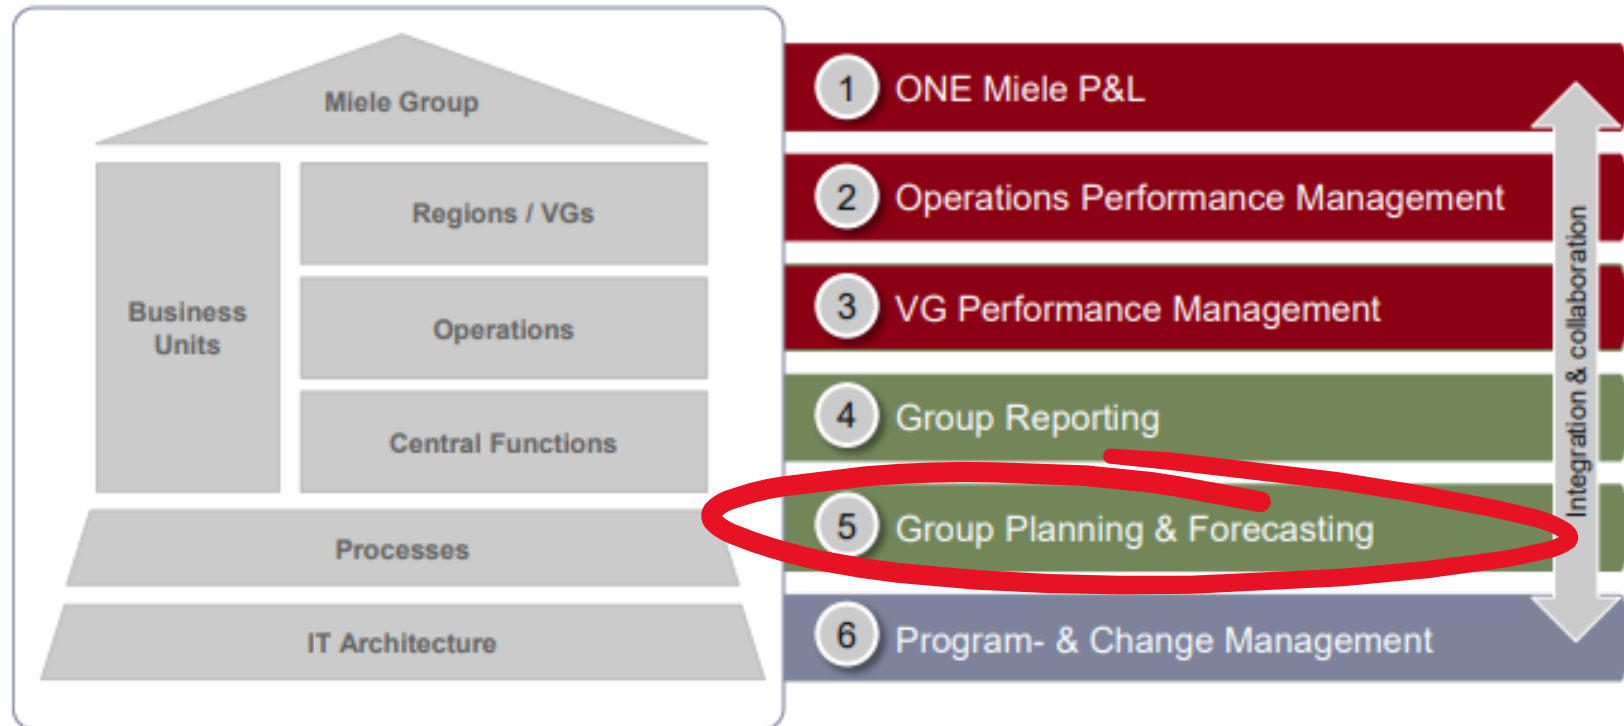 Miele Group
Business
Units
Regions / VGs
Operations
Central Functions
Processes
IT Architecture
1 ONE Miele P&L
2 Operations Performance Management
3 VG Performance Management
4 Group Reporting
5 Group Planning & Forecasting
6 Program- & Change Management
Integration & collaboration